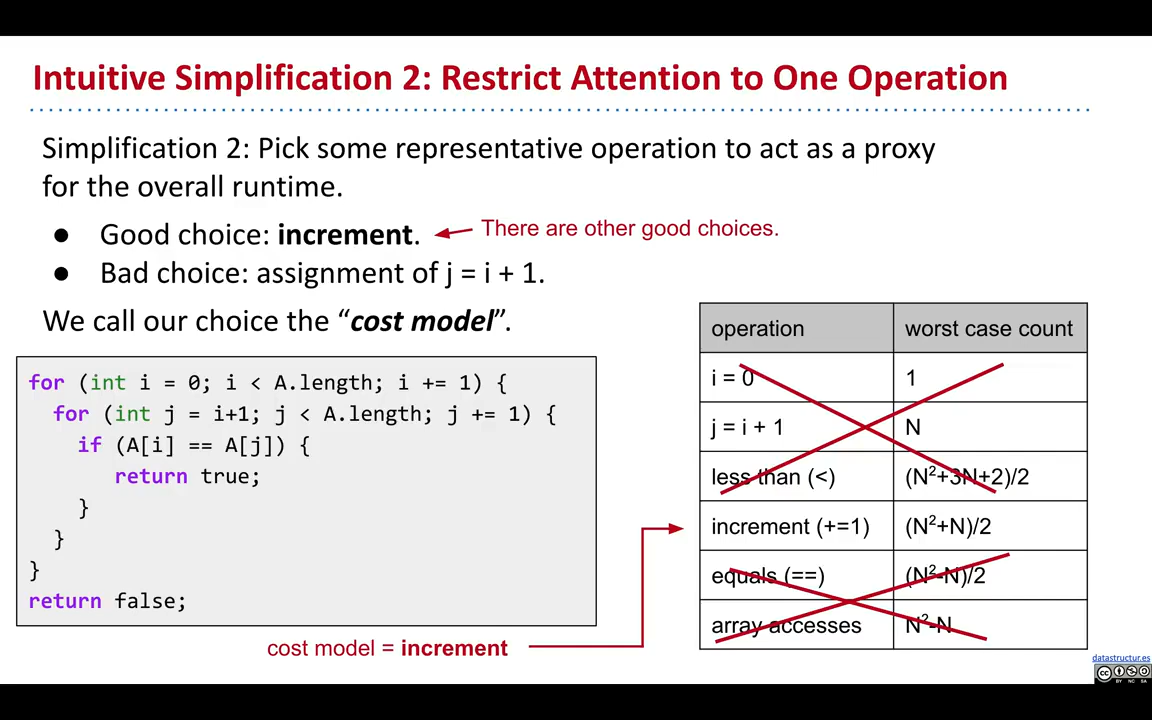 Intuitive Simplification 2: Restrict Attention to One Operation
Simplification 2: Pick some representative operation to act as a proxy
for the overall runtime.
● Good choice: increment.
There are other good choices.
● Bad choice: assignment of j = i + 1.
We call our choice the “cost model”.
for (int i = 0; i < A.length; i += 1) {
  for (int j = i+1; j < A.length; j += 1) {
    if (A[i] == A[j]) {
       return true;
    }
  }
}
return false;
cost model = increment
operation worst case count
i = 0 1
j = i + 1 N
less than (<) (N²+3N+2)/2
increment (+=1) (N²+N)/2
equals (==) (N²-N)/2
array accesses N²-N
datastructur.es
CC BY NC SA